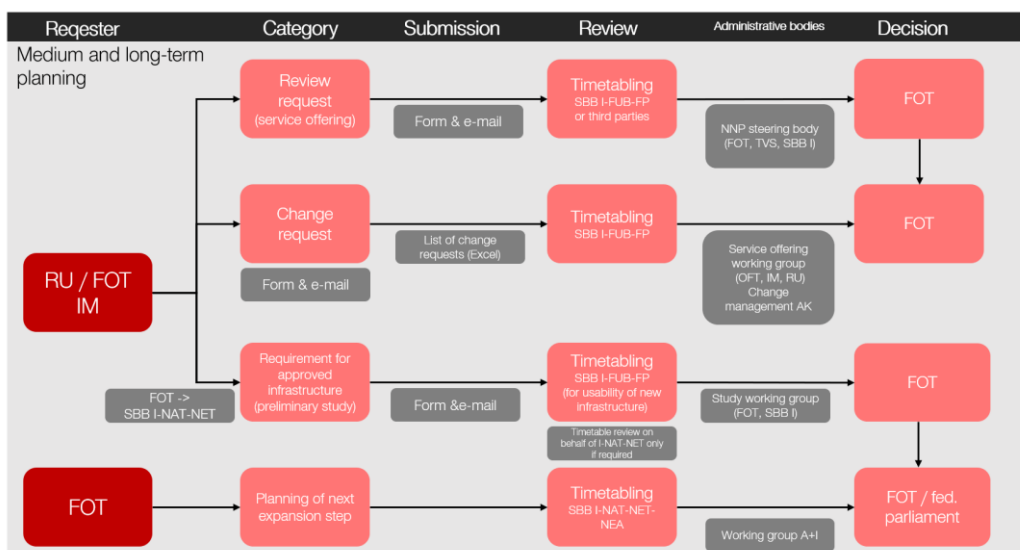 Reqester
Category
Submission
Review
Administrative bodies
Decision
Medium and long-term
planning
Review
request
(service offering)
Form & e-mail
Timetabling
SBB I-FUB-FP
or third parties
NNP steering body
(FOT, TVS, SBB I)
FOT
Change
request
Form & e-mail
List of change
requests (Excel)
Timetabling
SBB I-FUB-FP
Service offering
working group
(OFT, IM, RU)
Change
management AK
FOT
RU / FOT
IM
FOT ->
SBB I-NAT-NET
Requirement for
approved
infrastructure
(preliminary study)
Form &e-mail
Timetabling
SBB I-FUB-FP
(for usability of new
infrastructure)
Timetable review on
behalf of I-NAT-NET only
if required
Study working group
(FOT, SBB I)
FOT
FOT
Planning of next
expansion step
Timetabling
SBB I-NAT-NET-
NEA
Working group A+I
FOT / fed.
parliament